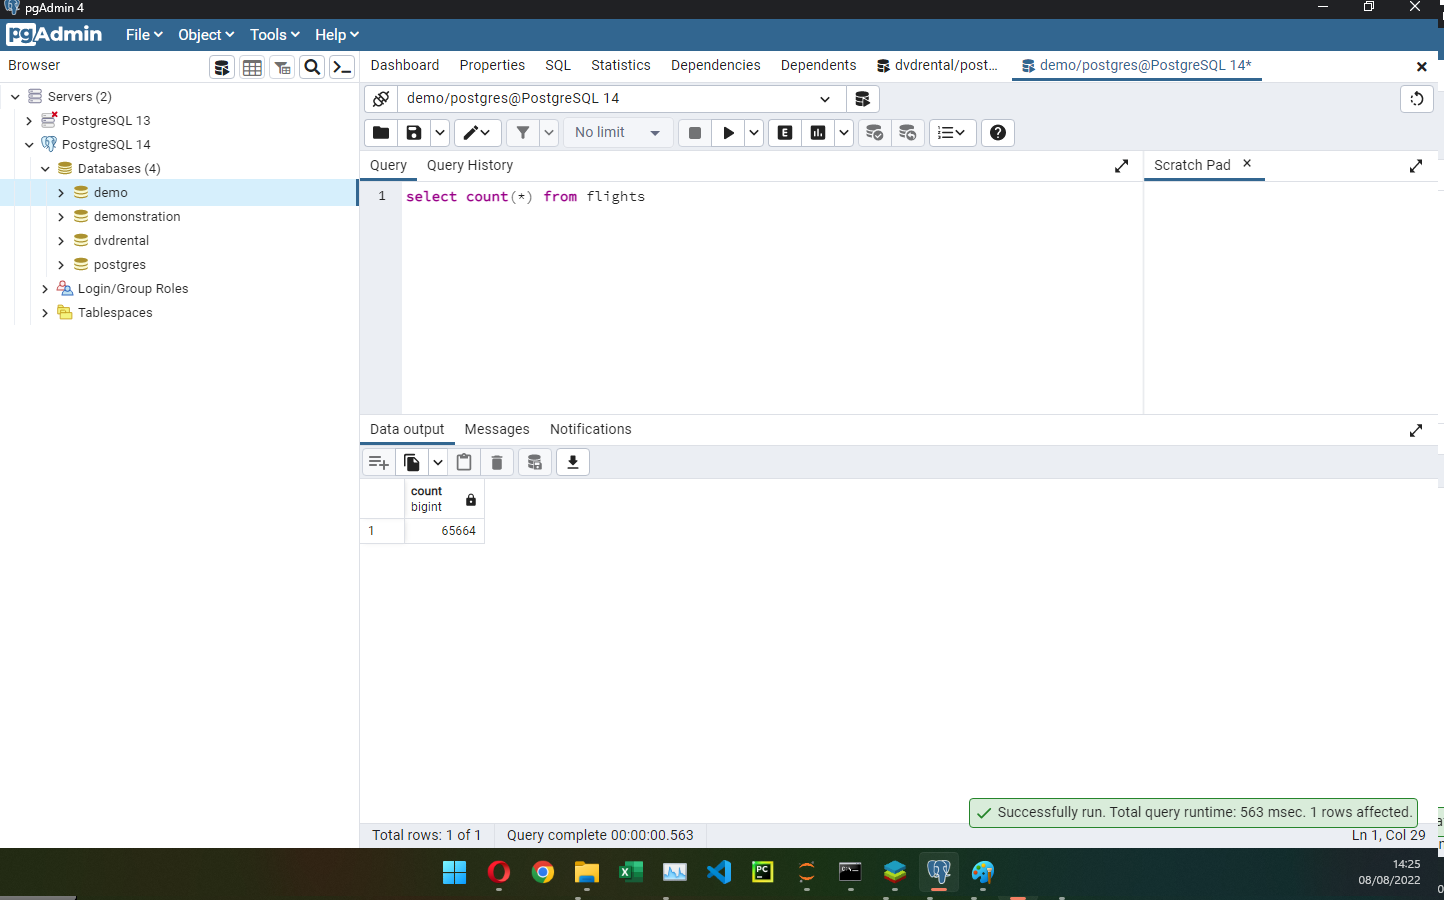 pgAdmin 4
pgAdmin File Object Tools Help
Browser
Dashboard Properties SQL Statistics Dependencies Dependents dvdrental/post... demo/postgres@PostgreSQL 14*
Servers (2)
PostgreSQL 13
PostgreSQL 14
Databases (4)
demo
demonstration
dvdrental
postgres
Login/Group Roles
Tablespaces
demo/postgres@PostgreSQL 14
No limit
E
Query Query History
Scratch Pad
1 select count(*) from flights
Data output Messages Notifications
count
bigint
1 65664
Successfully run. Total query runtime: 563 msec. 1 rows affected.
Total rows: 1 of 1 Query complete 00:00:00.563 Ln 1, Col 29
PC
14:25
08/08/2022